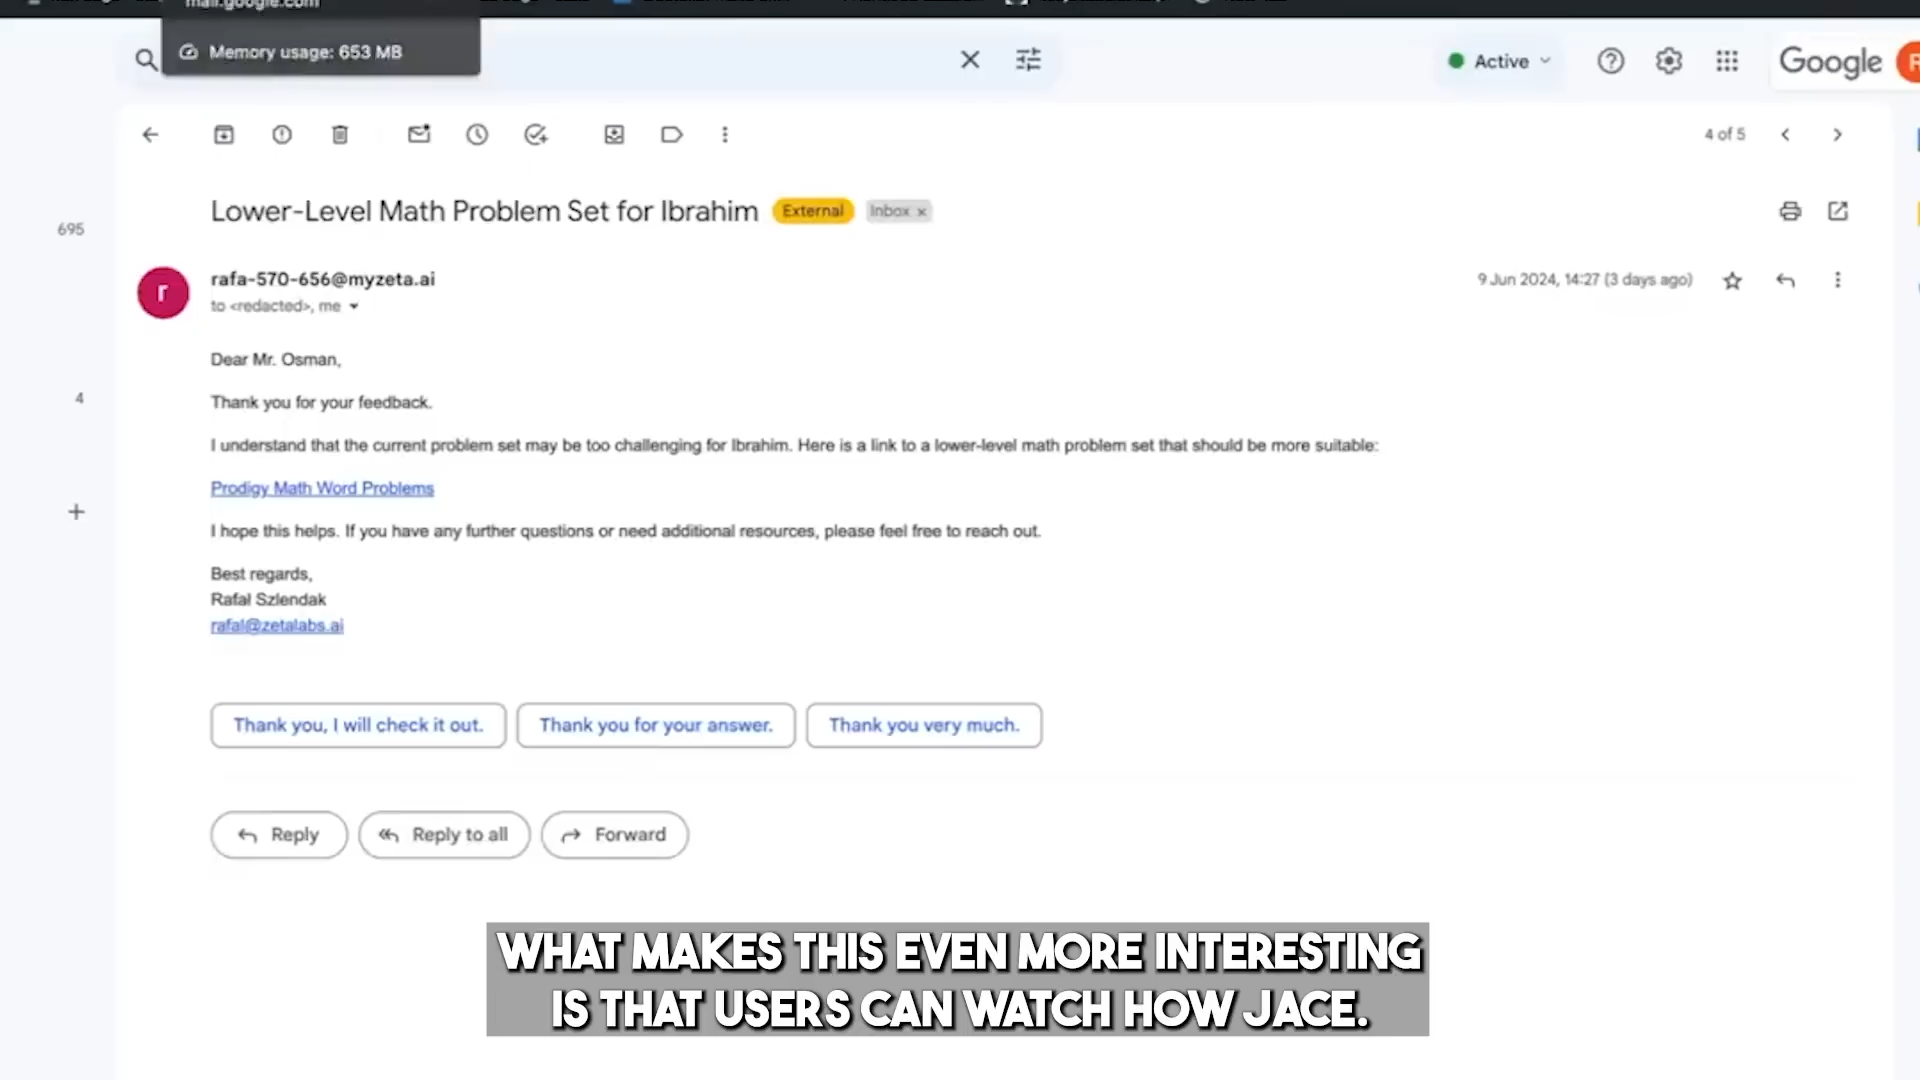 mail.google.com
Memory usage: 653 MB
Active
Google
4 of 5
Lower-Level Math Problem Set for Ibrahim
External
Inbox x
695
r
rafa-570-656@myzeta.ai
9 Jun 2024, 14:27 (3 days ago)
to <redacted>, me
Dear Mr. Osman,
4
Thank you for your feedback.
I understand that the current problem set may be too challenging for Ibrahim. Here is a link to a lower-level math problem set that should be more suitable:
Prodigy Math Word Problems
I hope this helps. If you have any further questions or need additional resources, please feel free to reach out.
Best regards,
Rafał Szlendak
rafal@zetalabs.ai
Thank you, I will check it out.
Thank you for your answer.
Thank you very much.
Reply
Reply to all
Forward
WHAT MAKES THIS EVEN MORE INTERESTING
IS THAT USERS CAN WATCH HOW JACE.